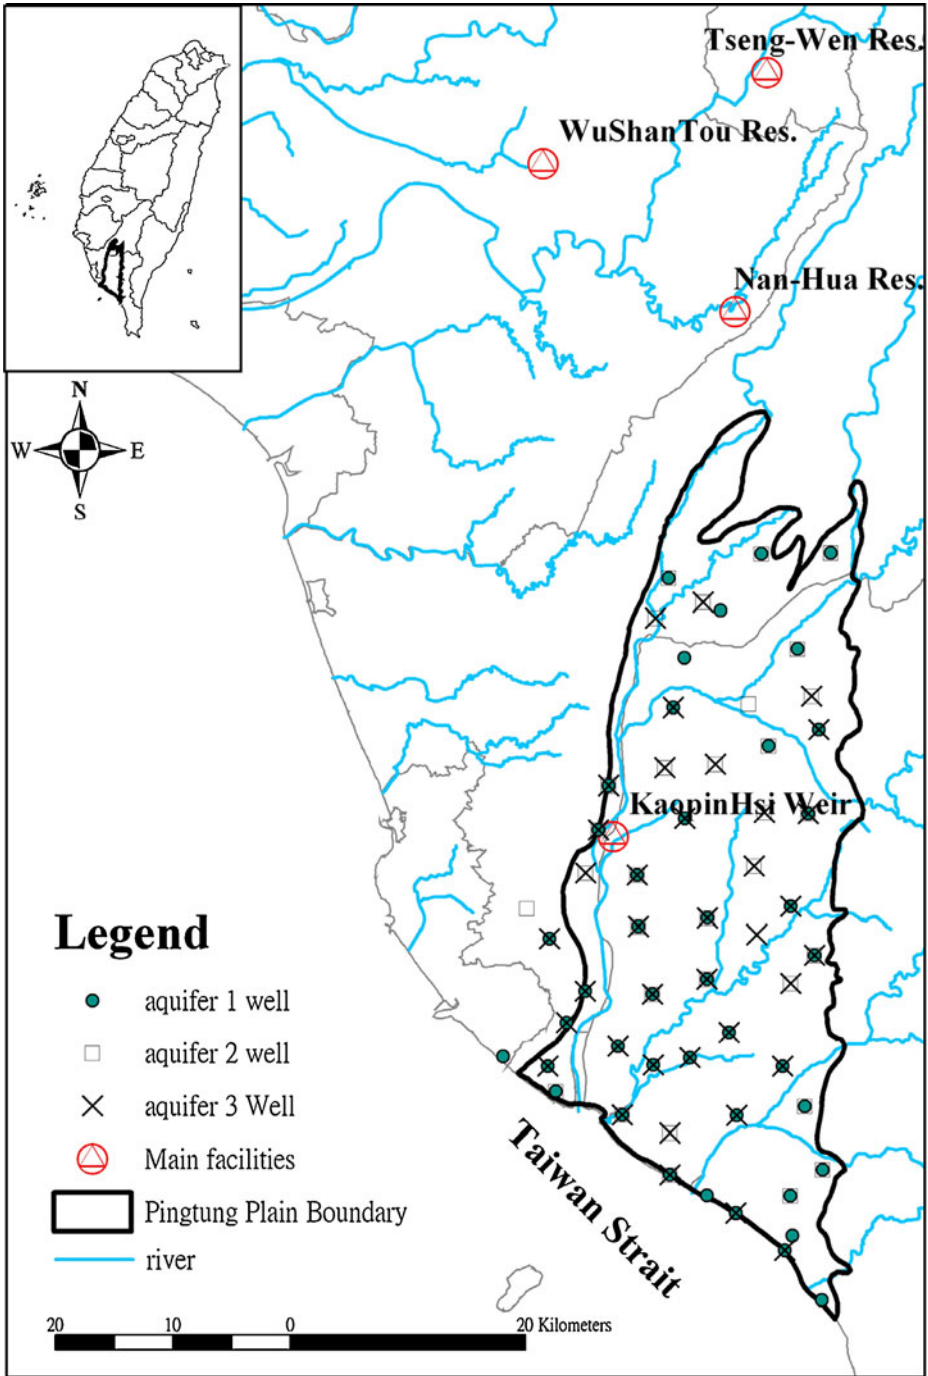 Tseng-Wen Res.
WuShanTou Res.
Nan-Hua Res.
N
W E
S
KaopinHsi Weir
Legend
aquifer 1 well
aquifer 2 well
aquifer 3 Well
Main facilities
Pingtung Plain Boundary
river
Taiwan Strait
20 10 0 20 Kilometers